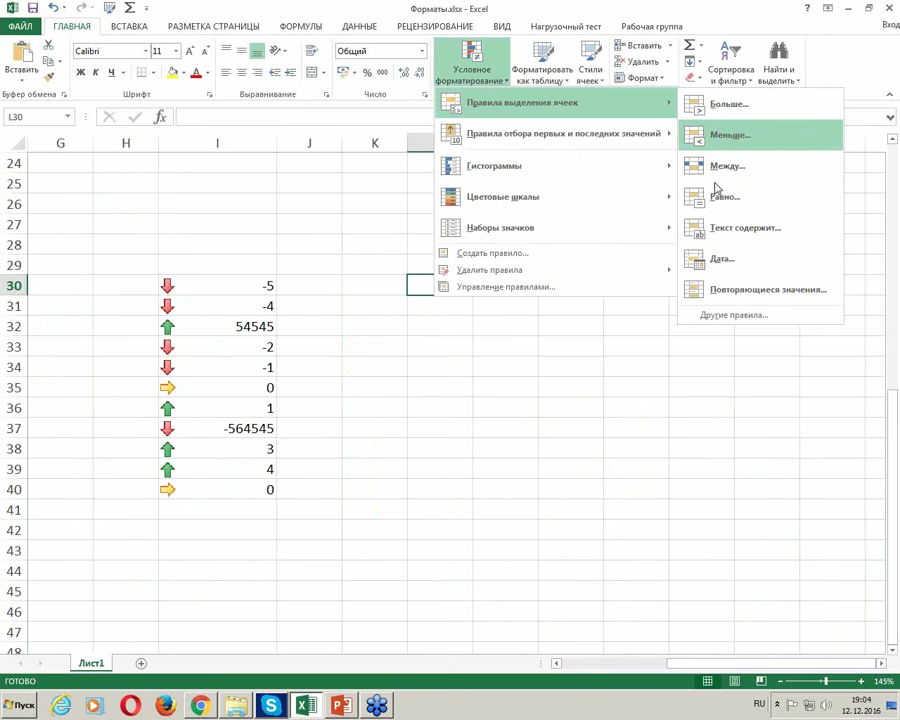 Форматы.xlsx - Excel
ФАЙЛ ГЛАВНАЯ ВСТАВКА РАЗМЕТКА СТРАНИЦЫ ФОРМУЛЫ ДАННЫЕ РЕЦЕНЗИРОВАНИЕ ВИД Нагрузочный тест Рабочая группа Вход
Вставить
Calibri 11
Ж К Ч
Общий
Условное форматирование
Форматировать как таблицу
Стили ячеек
Вставить
Удалить
Формат
Сортировка и фильтр
Найти и выделить
Буфер обмена Шрифт Выравнивание
L30
Правила выделения ячеек
Правила отбора первых и последних значений
Гистограммы
Цветовые шкалы
Наборы значков
Создать правило...
Удалить правила
Управление правилами...
Больше...
Меньше...
Между...
Равно...
Текст содержит...
Дата...
Повторяющиеся значения...
Другие правила...
G H I J K
24
25
26
27
28
29
30 -5
31 -4
32 54545
33 -2
34 -1
35 0
36 1
37 -564545
38 3
39 4
40 0
41
42
43
44
45
46
47
48
Лист1
ГОТОВО 145%
Пуск RU 19:04
12.12.2016